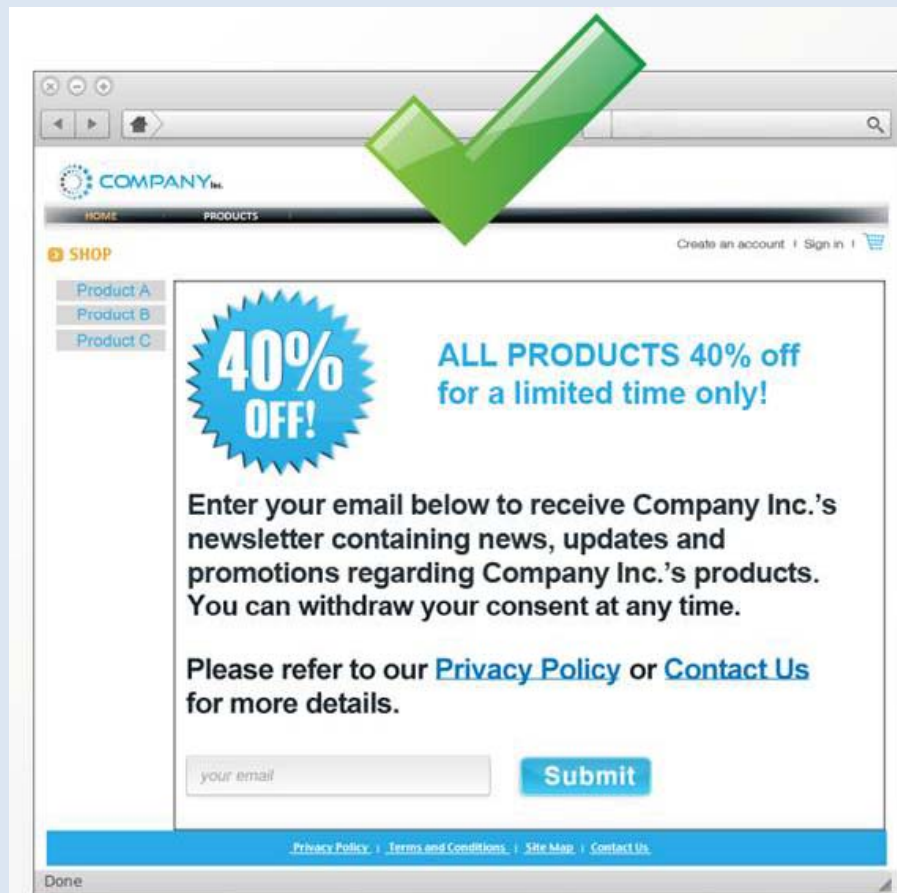 COMPANY Inc.
HOME PRODUCTS
Create an account | Sign in |
SHOP
Product A
Product B
Product C
40%
OFF!
ALL PRODUCTS 40% off
for a limited time only!
Enter your email below to receive Company Inc.’s
newsletter containing news, updates and
promotions regarding Company Inc.’s products.
You can withdraw your consent at any time.
Please refer to our Privacy Policy or Contact Us
for more details.
your email
Submit
Privacy Policy | Terms and Conditions | Site Map | Contact Us
Done